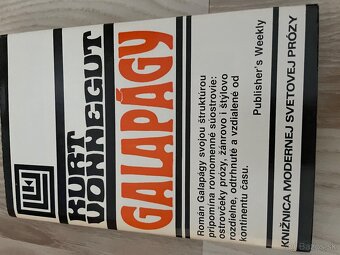 KURT
VONNEGUT
GALAPÁGY
Román Galapágy svojou štruktúrou
pripomína rovnomenné súostrovie:
ostrovčeky prózy, žánrovo i štýlovo
rozdielne, odtrhnuté a vzdialené od
kontinentu času.
Publisher's Weekly
KNIŽNICA MODERNEJ SVETOVEJ PRÓZY